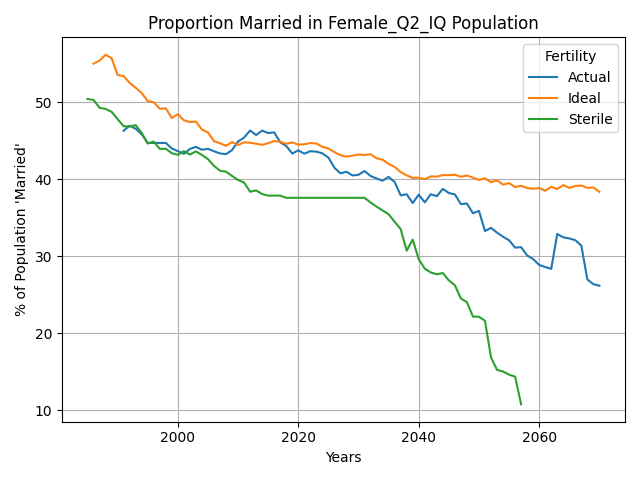 Proportion Married in Female_Q2_IQ Population
Fertility
Actual
Ideal
Sterile
% of Population 'Married'
50
40
30
20
10
2000
2020
2040
2060
Years